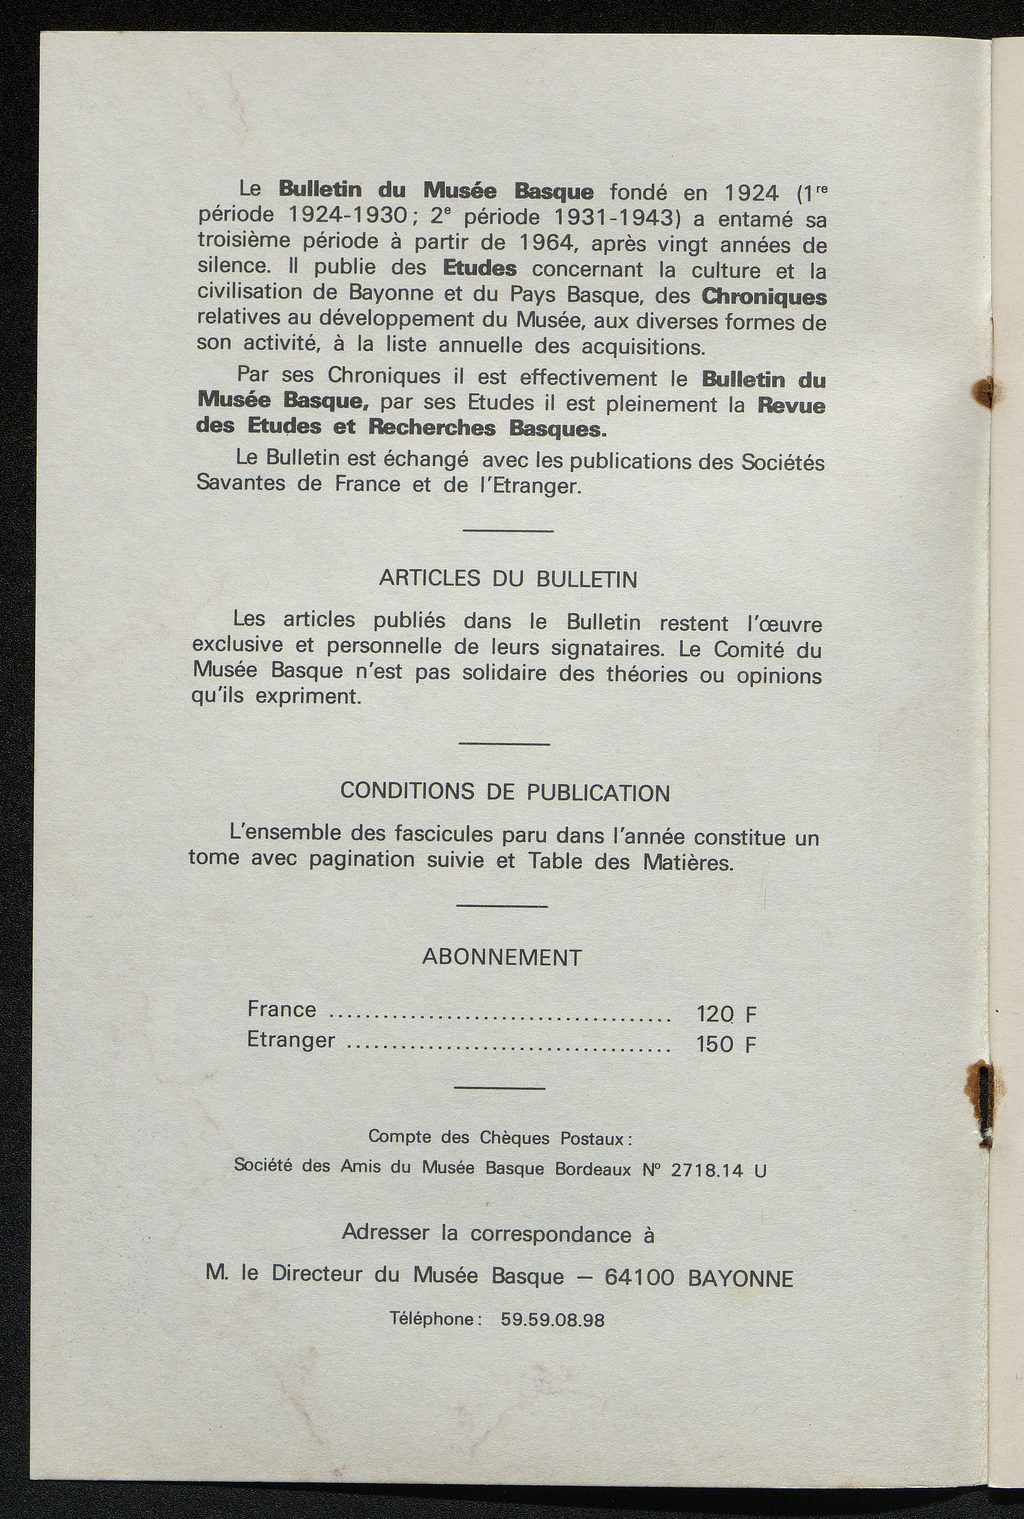 Le Bulletin du Musée Basque fondé en 1924 (1re
période 1924-1930; 2e période 1931-1943) a entamé sa
troisième période à partir de 1964, après vingt années de
silence. Il publie des Etudes concernant la culture et la
civilisation de Bayonne et du Pays Basque, des Chroniques
relatives au développement du Musée, aux diverses formes de
son activité, à la liste annuelle des acquisitions.
Par ses Chroniques il est effectivement le Bulletin du
Musée Basque, par ses Etudes il est pleinement la Revue
des Etudes et Recherches Basques.
Le Bulletin est échangé avec les publications des Sociétés
Savantes de France et de l'Etranger.
ARTICLES DU BULLETIN
Les articles publiés dans le Bulletin restent l'œuvre
exclusive et personnelle de leurs signataires. Le Comité du
Musée Basque n'est pas solidaire des théories ou opinions
qu'ils expriment.
CONDITIONS DE PUBLICATION
L'ensemble des fascicules paru dans l'année constitue un
tome avec pagination suivie et Table des Matières.
ABONNEMENT
France ...................................... 120 F
Etranger .................................... 150 F
Compte des Chèques Postaux:
Société des Amis du Musée Basque Bordeaux N° 2718.14 U
Adresser la correspondance à
M. le Directeur du Musée Basque — 64100 BAYONNE
Téléphone: 59.59.08.98